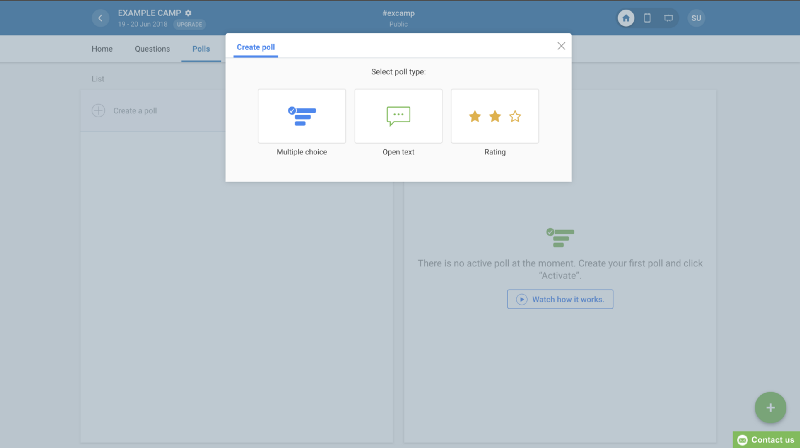 EXAMPLE CAMP
19 - 20 Jun 2018 UPGRADE
#excamp
Public
SU
Home Questions Polls
Create poll
Select poll type:
Multiple choice Open text Rating
List
Create a poll
There is no active poll at the moment. Create your first poll and click
"Activate".
Watch how it works.
Contact us